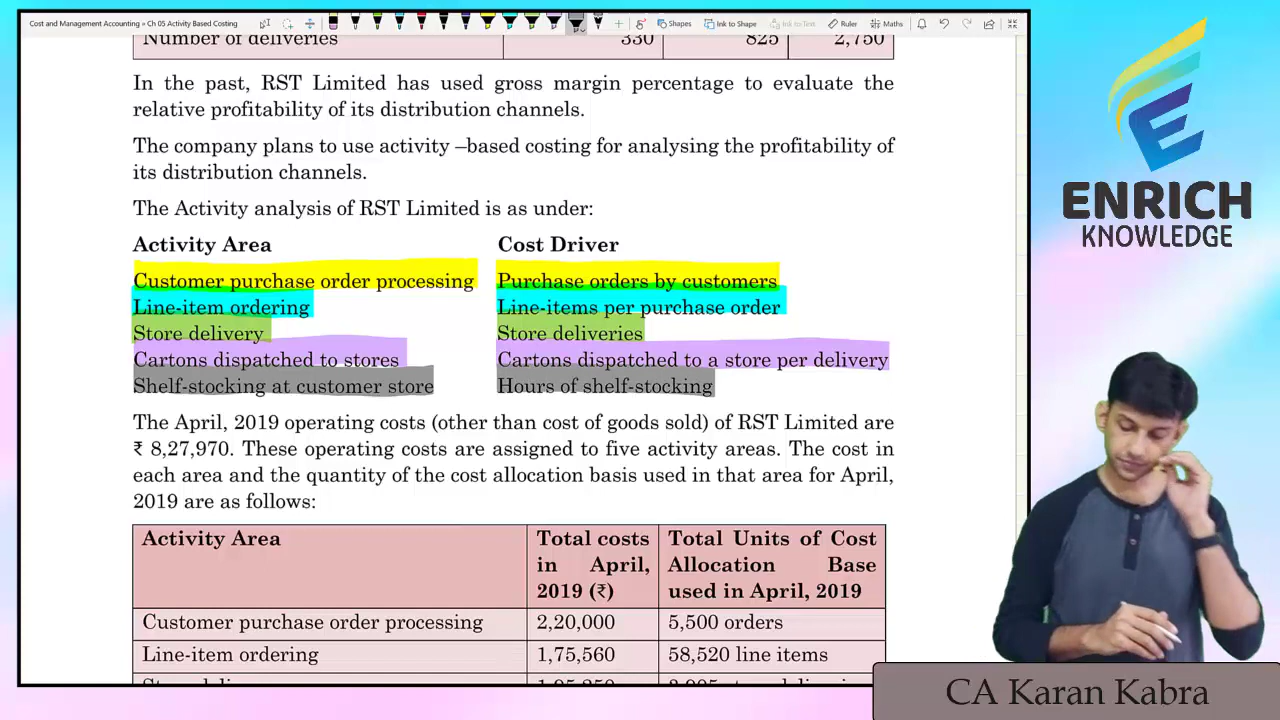 Cost and Management Accounting » Ch 05 Activity Based Costing
Shapes
Ink to Shape
Ink to Text
Ruler
Maths
Number of deliveries 330 825 2,750
In the past, RST Limited has used gross margin percentage to evaluate the
relative profitability of its distribution channels.
The company plans to use activity –based costing for analysing the profitability of
its distribution channels.
The Activity analysis of RST Limited is as under:
Activity Area Cost Driver
Customer purchase order processing Purchase orders by customers
Line-item ordering Line-items per purchase order
Store delivery Store deliveries
Cartons dispatched to stores Cartons dispatched to a store per delivery
Shelf-stocking at customer store Hours of shelf-stocking
The April, 2019 operating costs (other than cost of goods sold) of RST Limited are
₹ 8,27,970. These operating costs are assigned to five activity areas. The cost in
each area and the quantity of the cost allocation basis used in that area for April,
2019 are as follows:
Activity Area Total costs Total Units of Cost
in April, Allocation Base
2019 (₹) used in April, 2019
Customer purchase order processing 2,20,000 5,500 orders
Line-item ordering 1,75,560 58,520 line items
ENRICH
KNOWLEDGE
CA Karan Kabra